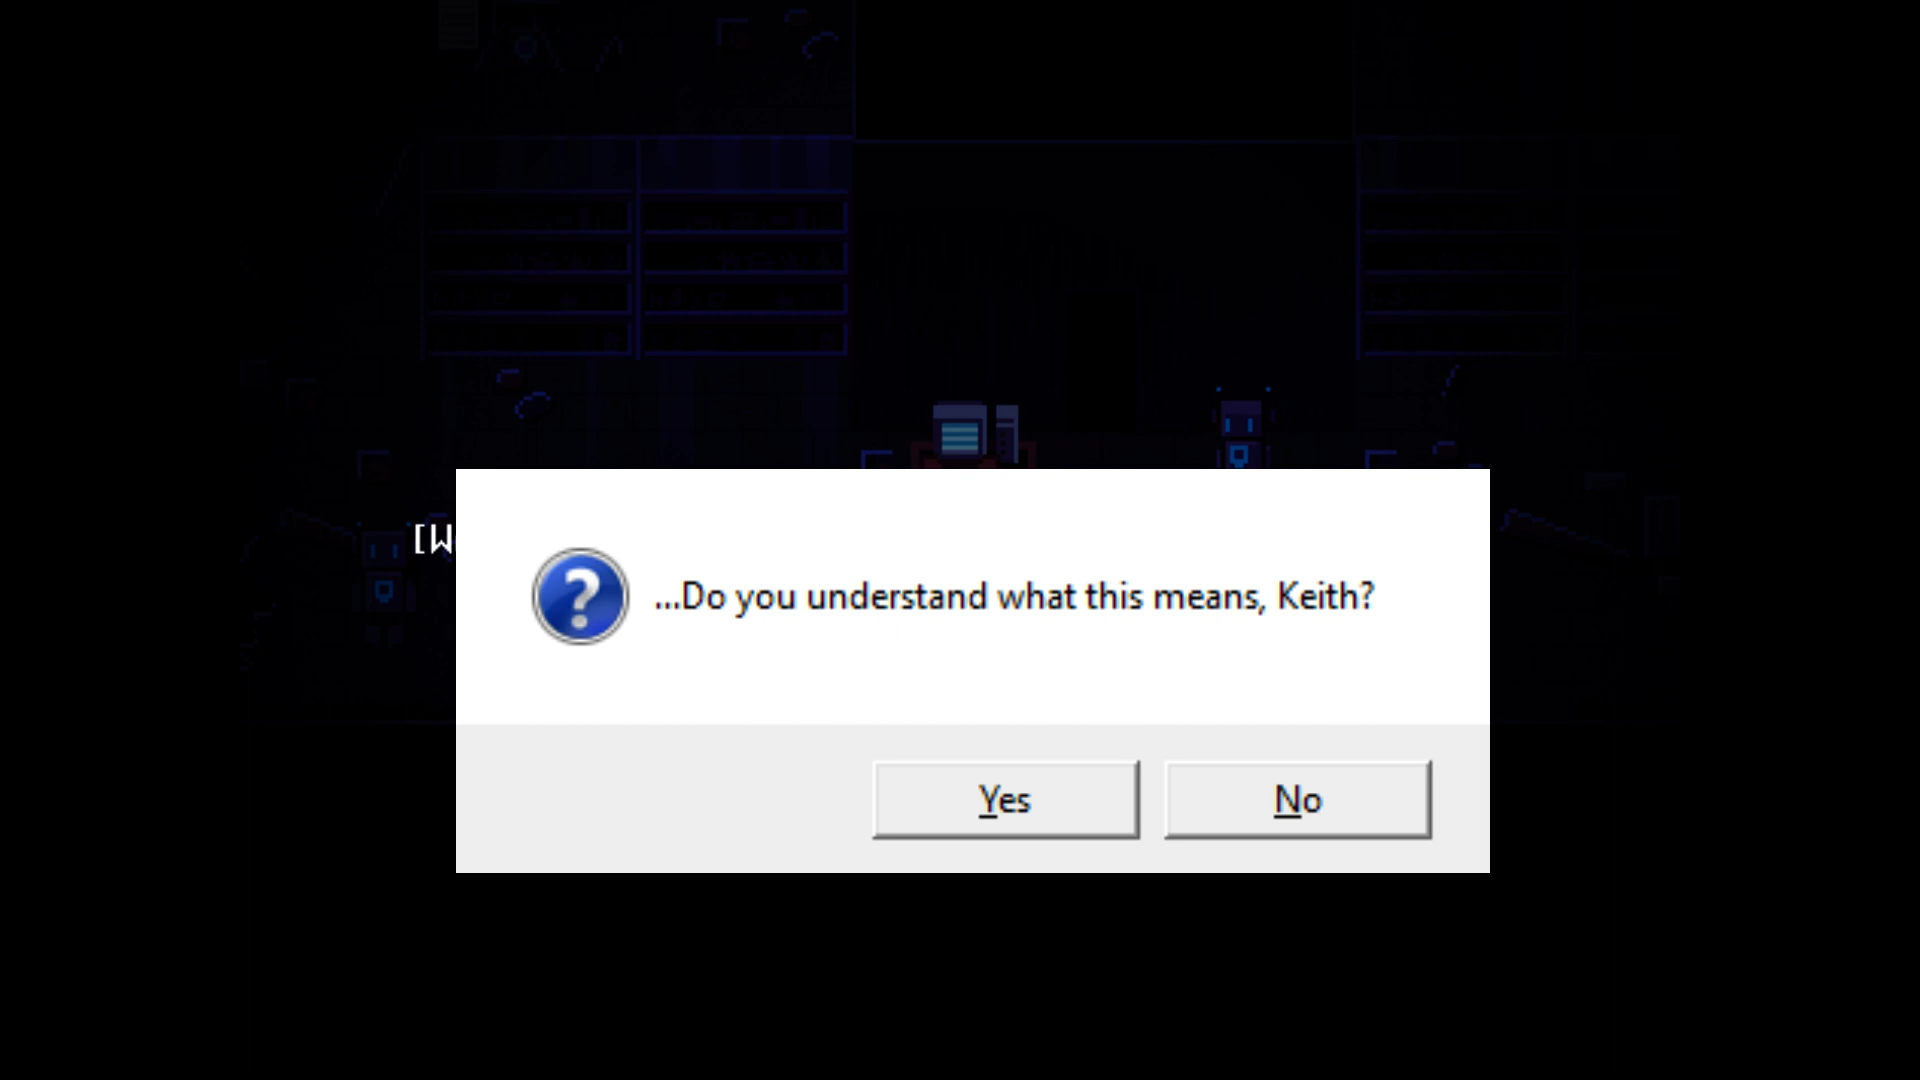 [W
...Do you understand what this means, Keith?
Yes
No